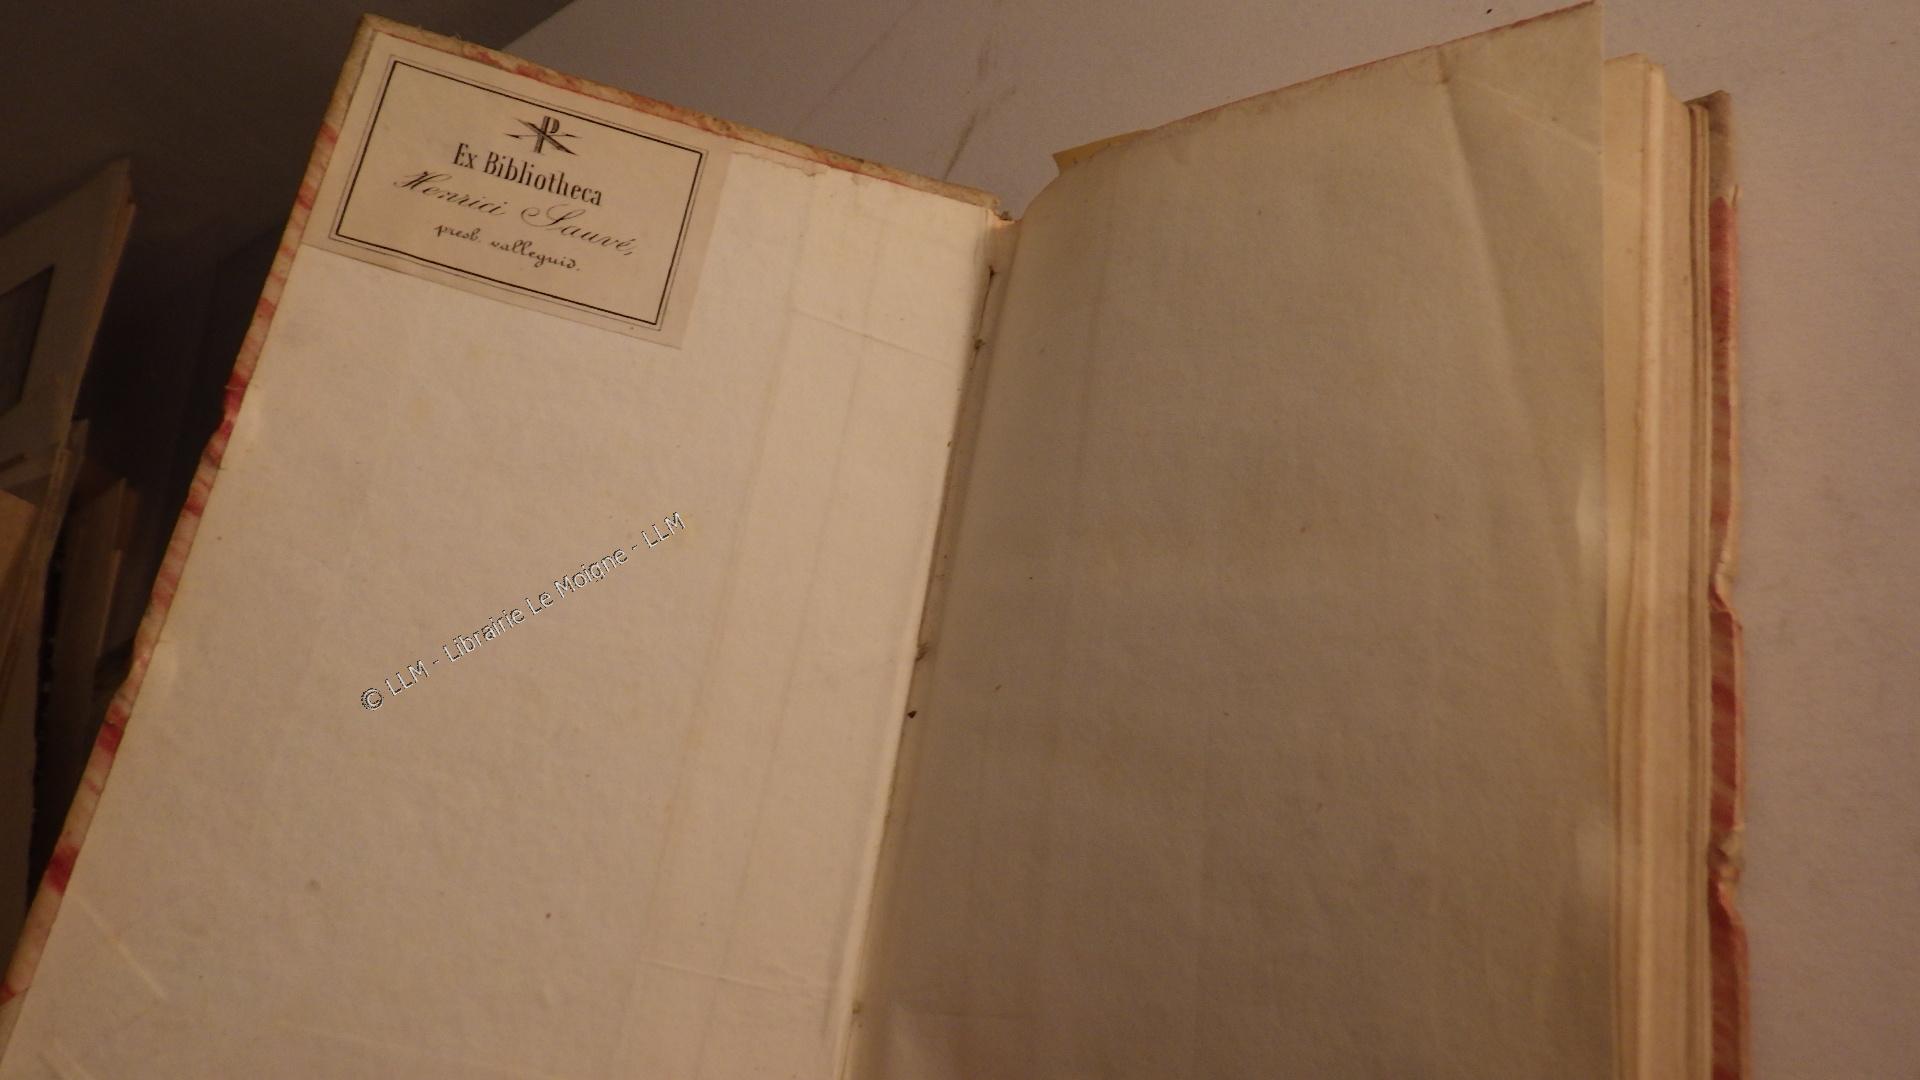 Ex Bibliotheca
Henrici Sauvé,
presb. valleguid.
© LLM - Librairie Le Moigne - LLM